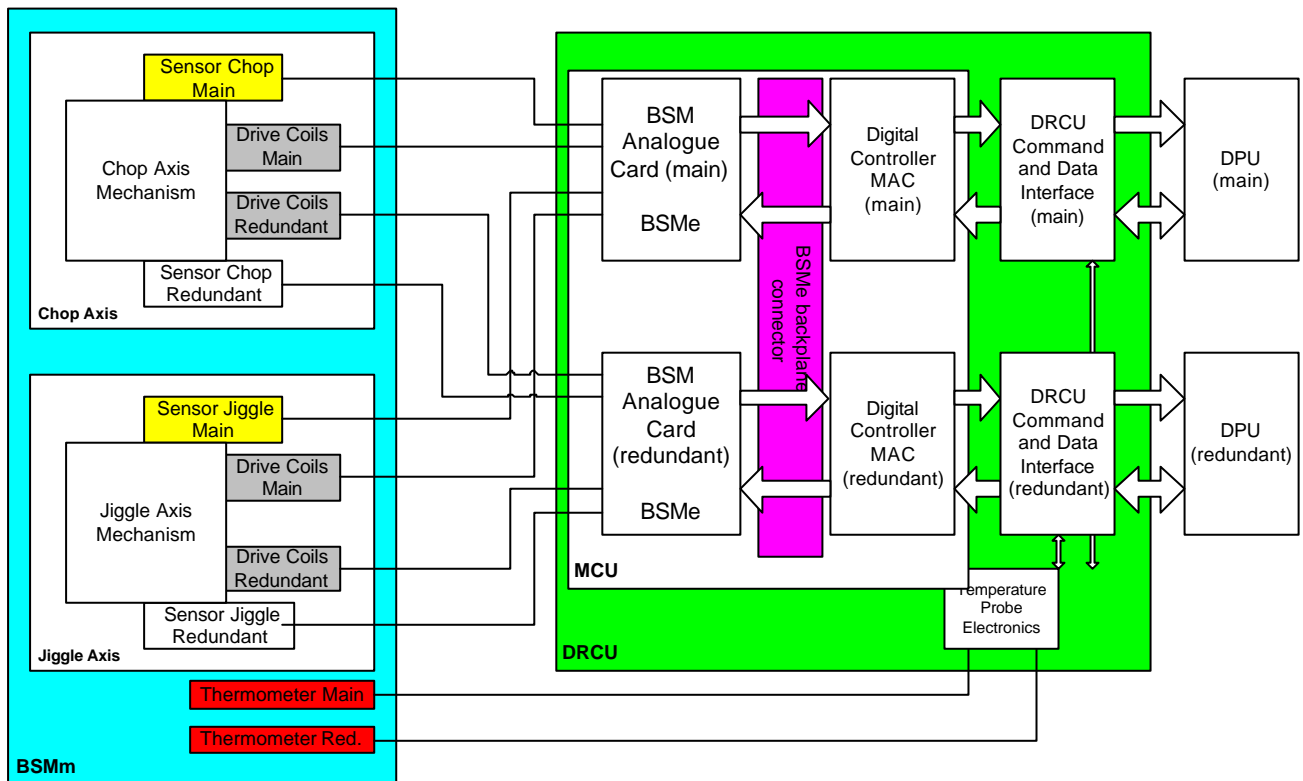 Sensor Chop
Main
Drive Coils
Main
Chop Axis
Mechanism
Drive Coils
Redundant
Sensor Chop
Redundant
Chop Axis
Sensor Jiggle
Main
Drive Coils
Main
Jiggle Axis
Mechanism
Drive Coils
Redundant
Sensor Jiggle
Redundant
Jiggle Axis
Thermometer Main
Thermometer Red.
BSMm
BSM
Analogue
Card (main)
BSMe
BSMe backplane
connector
Digital
Controller
MAC
(main)
DRCU
Command
and Data
Interface
(main)
DPU
(main)
BSM
Analogue
Card
(redundant)
BSMe
Digital
Controller
MAC
(redundant)
DRCU
Command
and Data
Interface
(redundant)
DPU
(redundant)
MCU
Temperature
Probe
Electronics
DRCU